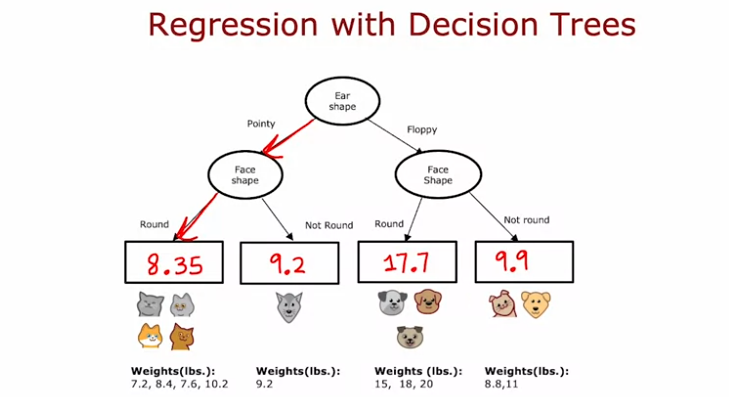 Regression with Decision Trees
Ear
shape
Pointy
Floppy
Face
shape
Face
Shape
Round
Not Round
Round
Not round
8.35
9.2
17.7
9.9
Weights(lbs.):
7.2, 8.4, 7.6, 10.2
Weights(lbs.):
9.2
Weights (lbs.):
15, 18, 20
Weights(lbs.):
8.8,11